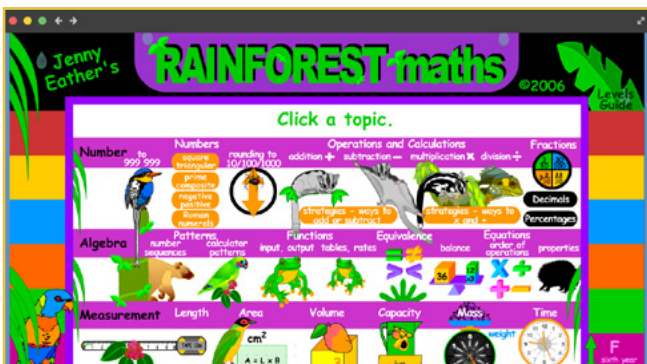 Jenny Eather's
RAINFOREST maths
©2006
Levels Guide
Click a topic.
Number
to 999 999
Numbers
square triangular
prime composite
negative positive
Roman numerals
rounding to 10/100/1000
Operations and Calculations
addition + subtraction − multiplication × division ÷
strategies - ways to add or subtract
strategies - ways to x and ÷
Fractions
Decimals
Percentages
Algebra
Patterns
number sequences
calculator patterns
Functions
input, output tables, rates
Equivalence
Equations
balance
order of operations
properties
36
Measurement
Length
Area
Volume
Capacity
Mass
Time
cm²
A = L x B
weight
F
sixth year